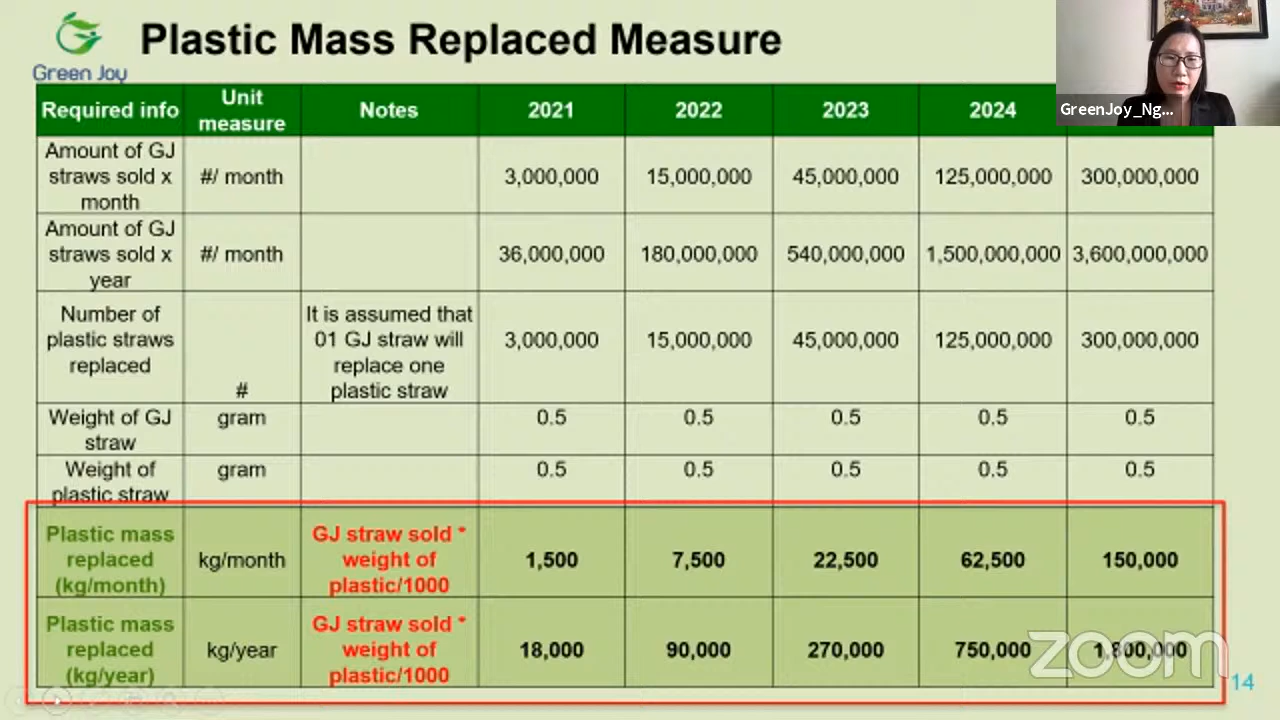 Plastic Mass Replaced Measure
Green Joy
GreenJoy_Ng...
Required info
Unit
measure
Notes
2021
2022
2023
2024
Amount of GJ
straws sold x
month
#/ month
3,000,000
15,000,000
45,000,000
125,000,000
300,000,000
Amount of GJ
straws sold x
year
#/ month
36,000,000
180,000,000
540,000,000
1,500,000,000
3,600,000,000
Number of
plastic straws
replaced
#
It is assumed that
01 GJ straw will
replace one
plastic straw
3,000,000
15,000,000
45,000,000
125,000,000
300,000,000
Weight of GJ
straw
gram
0.5
0.5
0.5
0.5
0.5
Weight of
plastic straw
gram
0.5
0.5
0.5
0.5
0.5
Plastic mass
replaced
(kg/month)
kg/month
GJ straw sold *
weight of
plastic/1000
1,500
7,500
22,500
62,500
150,000
Plastic mass
replaced
(kg/year)
kg/year
GJ straw sold *
weight of
plastic/1000
18,000
90,000
270,000
750,000
1,800,000
zoom
14